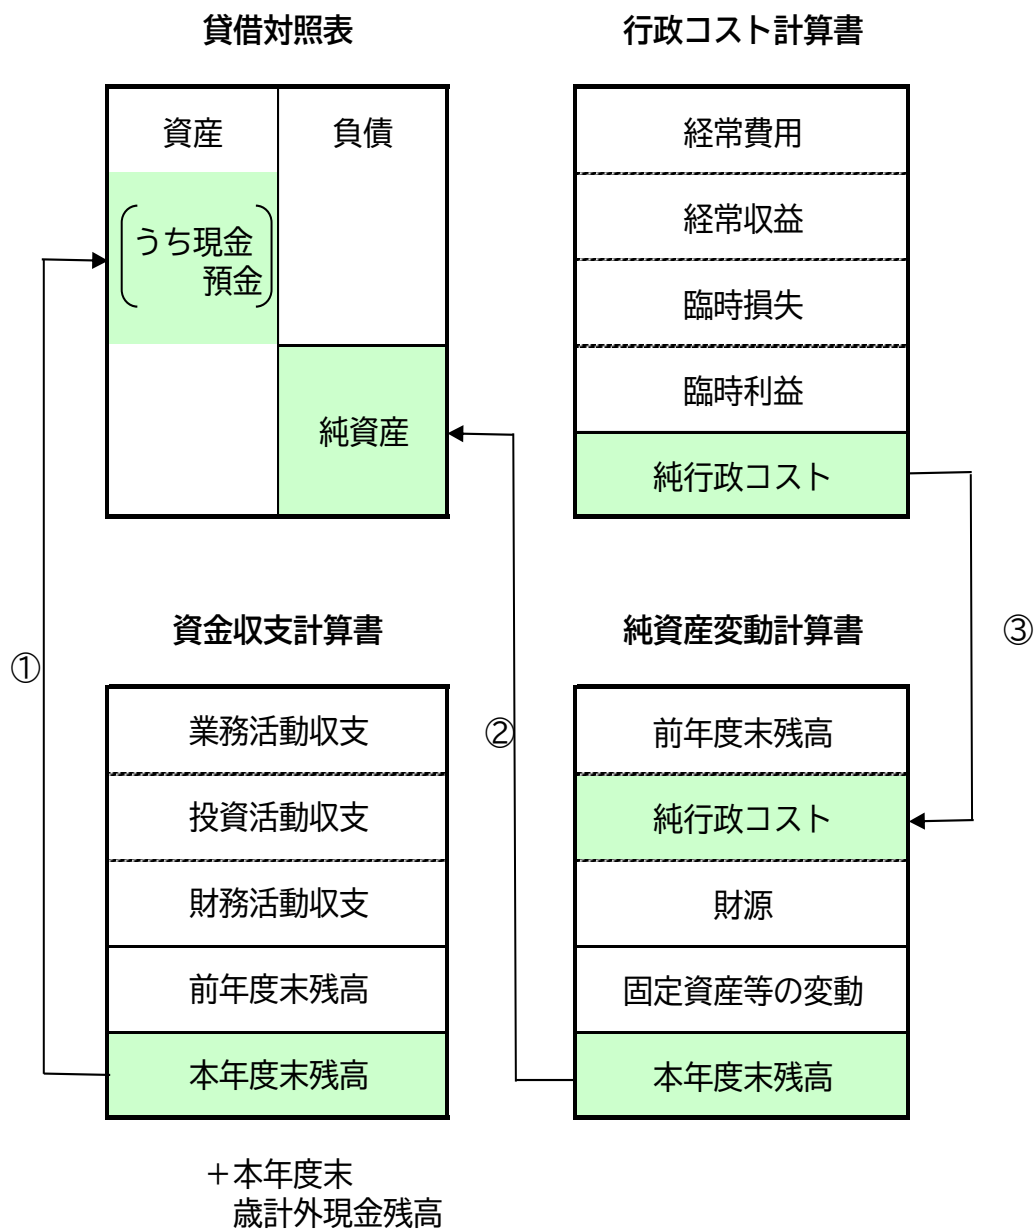 貸借対照表
資産
負債
うち現金
預金
純資産
行政コスト計算書
経常費用
経常収益
臨時損失
臨時利益
純行政コスト
①
②
③
資金収支計算書
業務活動収支
投資活動収支
財務活動収支
前年度末残高
本年度末残高
＋本年度末
歳計外現金残高
純資産変動計算書
前年度末残高
純行政コスト
財源
固定資産等の変動
本年度末残高